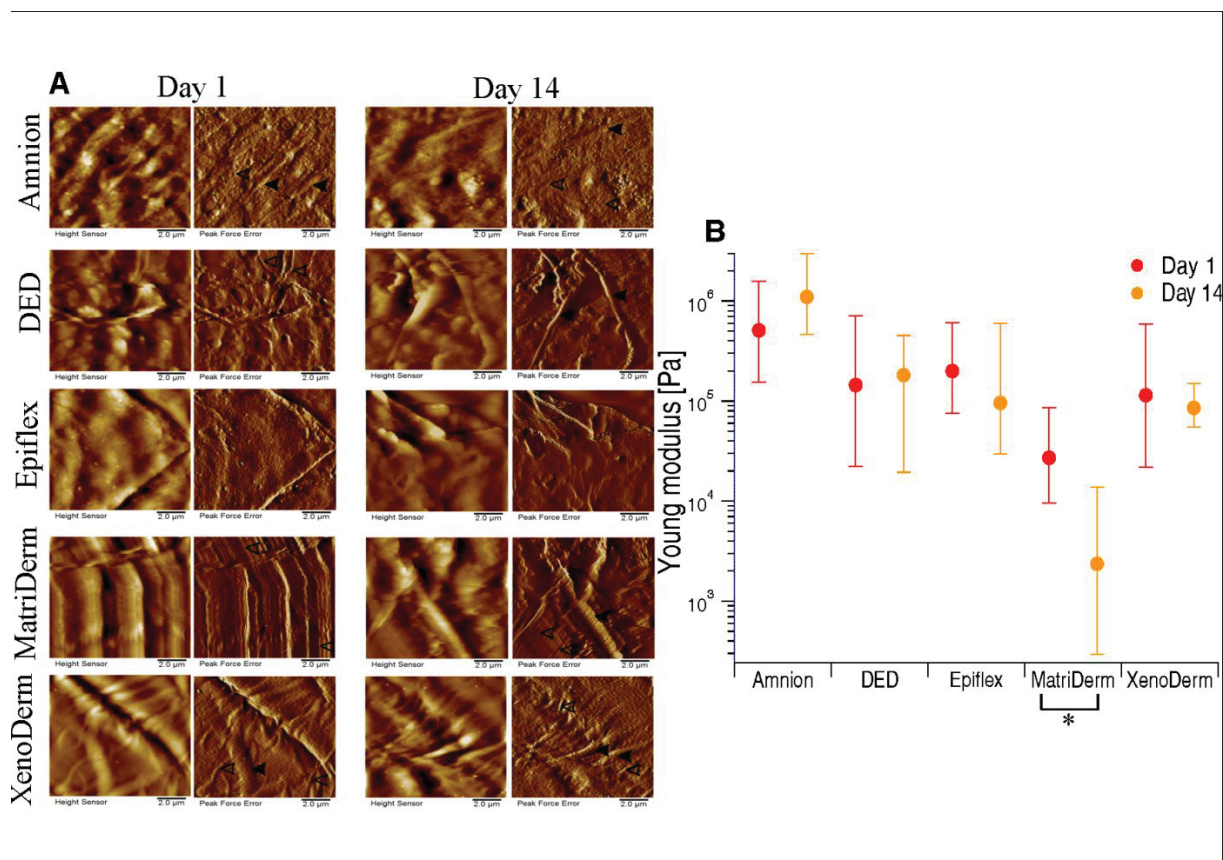 A
Day 1
Day 14
Amnion
Height Sensor 2.0 µm Peak Force Error 2.0 µm Height Sensor 2.0 µm Peak Force Error 2.0 µm
DED
Height Sensor 2.0 µm Peak Force Error 2.0 µm Height Sensor 2.0 µm Peak Force Error 2.0 µm
Epiflex
Height Sensor 2.0 µm Peak Force Error 2.0 µm Height Sensor 2.0 µm Peak Force Error 2.0 µm
MatriDerm
Height Sensor 2.0 µm Peak Force Error 2.0 µm Height Sensor 2.0 µm Peak Force Error 2.0 µm
XenoDerm
Height Sensor 2.0 µm Peak Force Error 2.0 µm Height Sensor 2.0 µm Peak Force Error 2.0 µm
B
Day 1
Day 14
Young modulus [Pa]
10⁶
10⁵
10⁴
10³
Amnion DED Epiflex MatriDerm XenoDerm
*